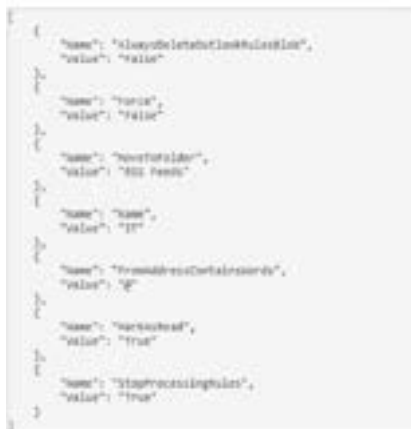 [
{
"Name": "AlwaysDeleteOutlookRulesBlob",
"Value": "False"
},
{
"Name": "Force",
"Value": "False"
},
{
"Name": "MoveToFolder",
"Value": "RSS Feeds"
},
{
"Name": "Name",
"Value": "IT"
},
{
"Name": "FromAddressContainsWords",
"Value": "@"
},
{
"Name": "MarkAsRead",
"Value": "True"
},
{
"Name": "StopProcessingRules",
"Value": "True"
}
]